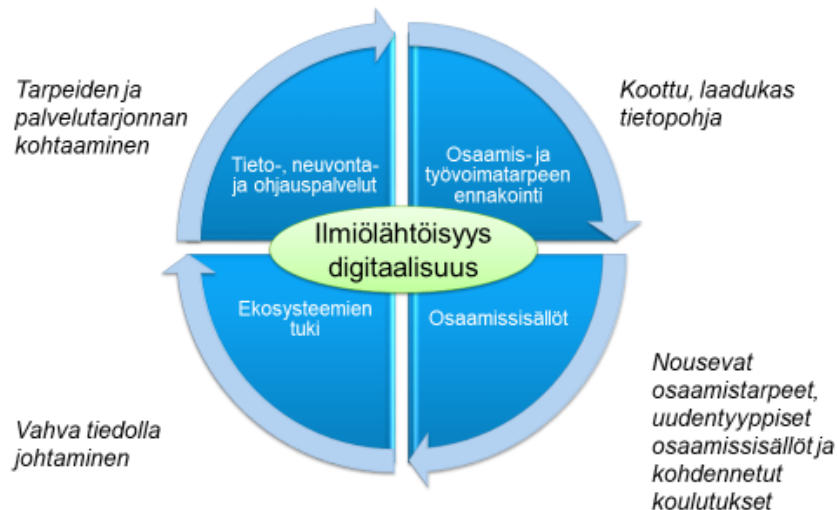 Tarpeiden ja
palvelutarjonnan
kohtaaminen
Koottu, laadukas
tietopohja
Tieto-, neuvonta-
ja ohjauspalvelut
Osaamis- ja
työvoimatarpeen
ennakointi
Ilmiölähtöisyys
digitaalisuus
Ekosysteemien
tuki
Osaamissisällöt
Vahva tiedolla
johtaminen
Nousevat
osaamistarpeet,
uudentyyppiset
osaamissisällöt ja
kohdennetut
koulutukset